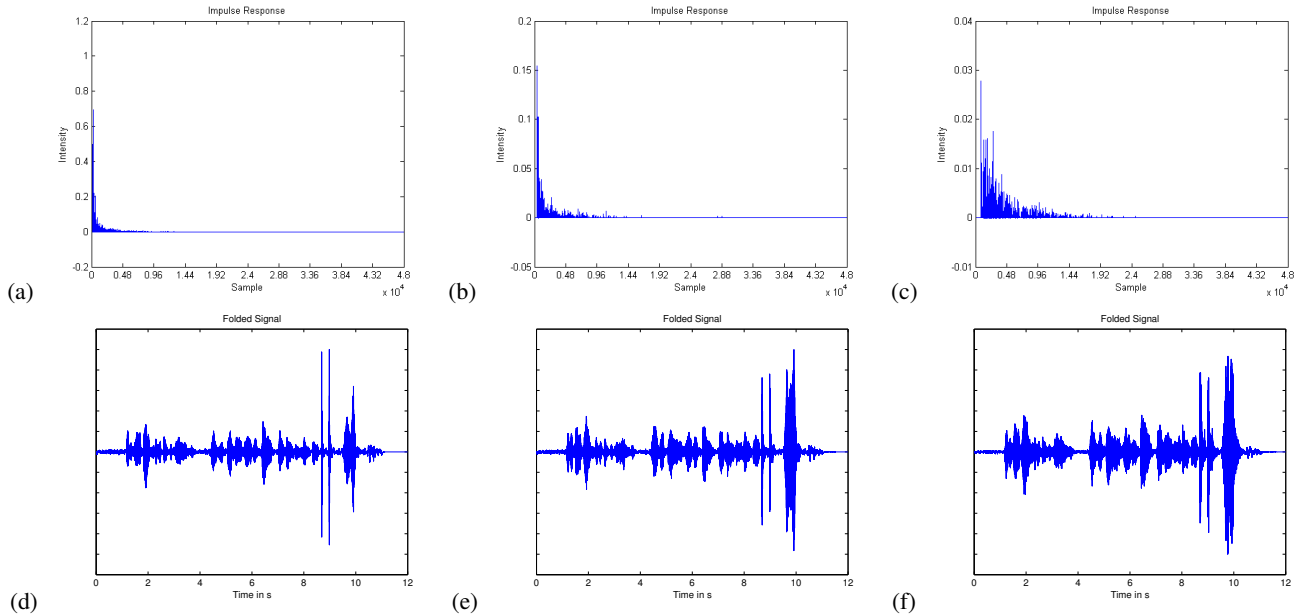 Impulse Response
1.2
1
0.8
0.6
0.4
0.2
0
-0.2
Intensity
0 0.48 0.96 1.44 1.92 2.4 2.88 3.36 3.84 4.32 4.8
Sample
x 10^4
(a)
Impulse Response
0.2
0.15
0.1
0.05
0
-0.05
Intensity
0 0.48 0.96 1.44 1.92 2.4 2.88 3.36 3.84 4.32 4.8
Sample
x 10^4
(b)
Impulse Response
0.04
0.03
0.02
0.01
0
-0.01
Intensity
0 0.48 0.96 1.44 1.92 2.4 2.88 3.36 3.84 4.32 4.8
Sample
x 10^4
(c)
Folded Signal
0 2 4 6 8 10 12
Time in s
(d)
Folded Signal
0 2 4 6 8 10 12
Time in s
(e)
Folded Signal
0 2 4 6 8 10 12
Time in s
(f)